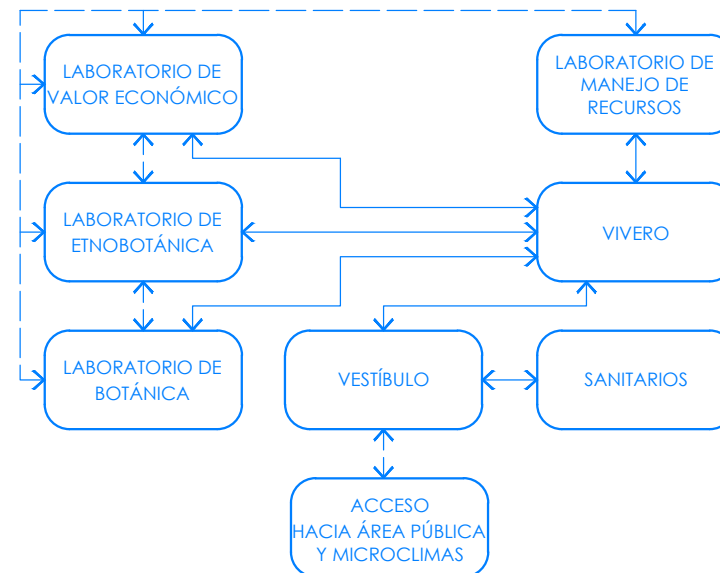 LABORATORIO DE
VALOR ECONÓMICO
LABORATORIO DE
MANEJO DE
RECURSOS
LABORATORIO DE
ETNOBOTÁNICA
VIVERO
LABORATORIO DE
BOTÁNICA
VESTÍBULO
SANITARIOS
ACCESO
HACIA ÁREA PÚBLICA
Y MICROCLIMAS